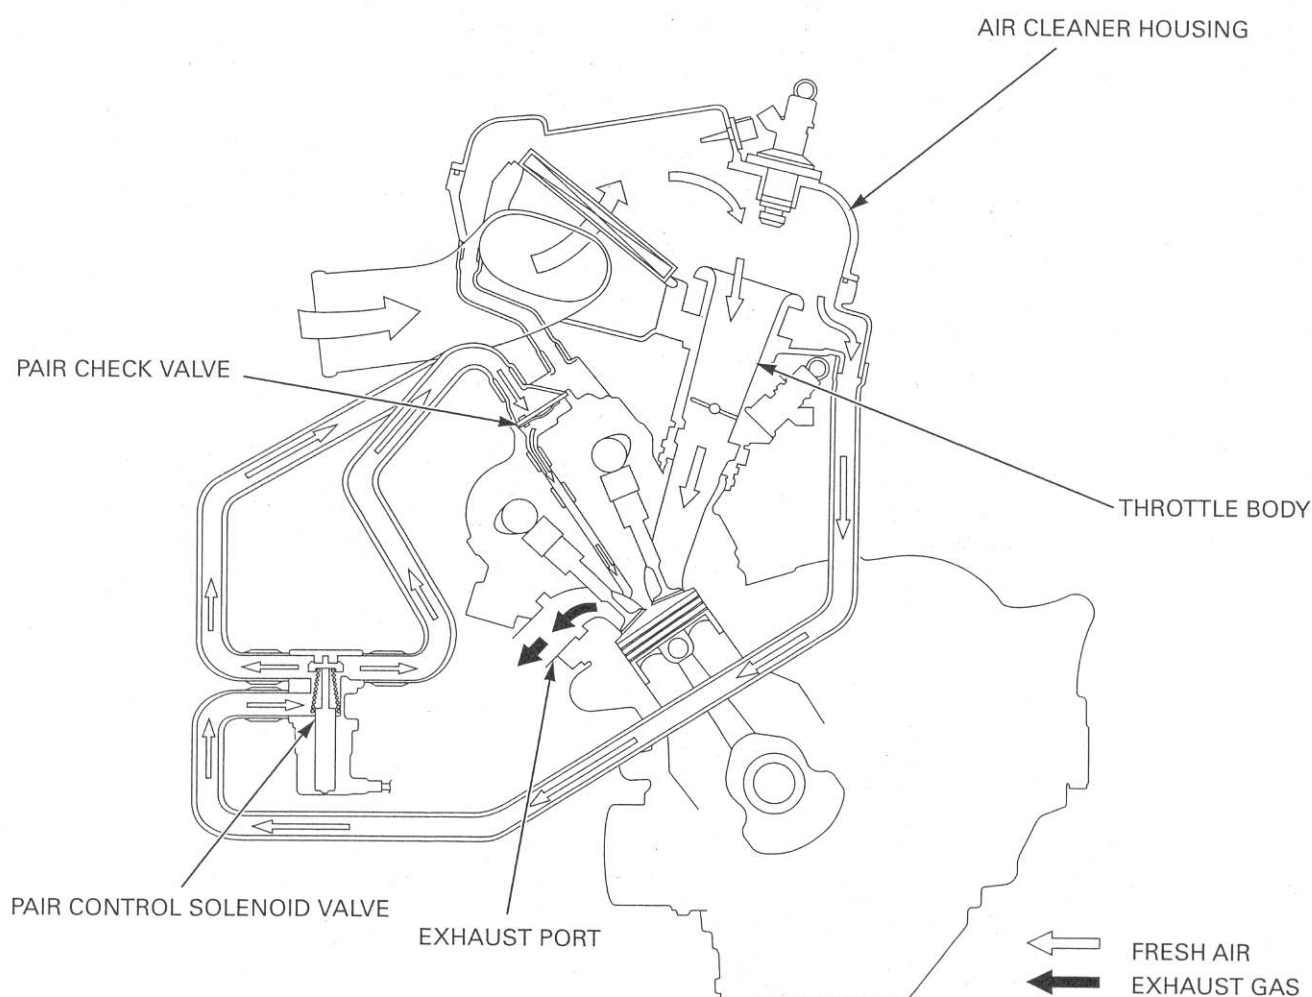 AIR CLEANER HOUSING
PAIR CHECK VALVE
THROTTLE BODY
PAIR CONTROL SOLENOID VALVE
EXHAUST PORT
FRESH AIR
EXHAUST GAS